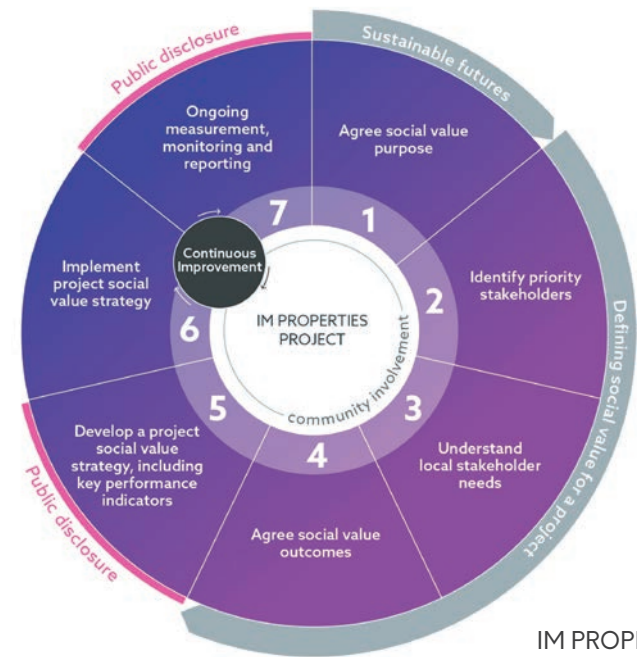 Public disclosure
Sustainable futures
Ongoing
measurement,
monitoring and
reporting
Agree social value
purpose
7
1
Continuous
Improvement
Implement
project social
value strategy
Identify priority
stakeholders
6
2
IM PROPERTIES
PROJECT
community involvement
Defining social value for a project
5
3
4
Develop a project
social value
strategy, including
key performance
indicators
Understand
local stakeholder
needs
Agree social value
outcomes
Public disclosure